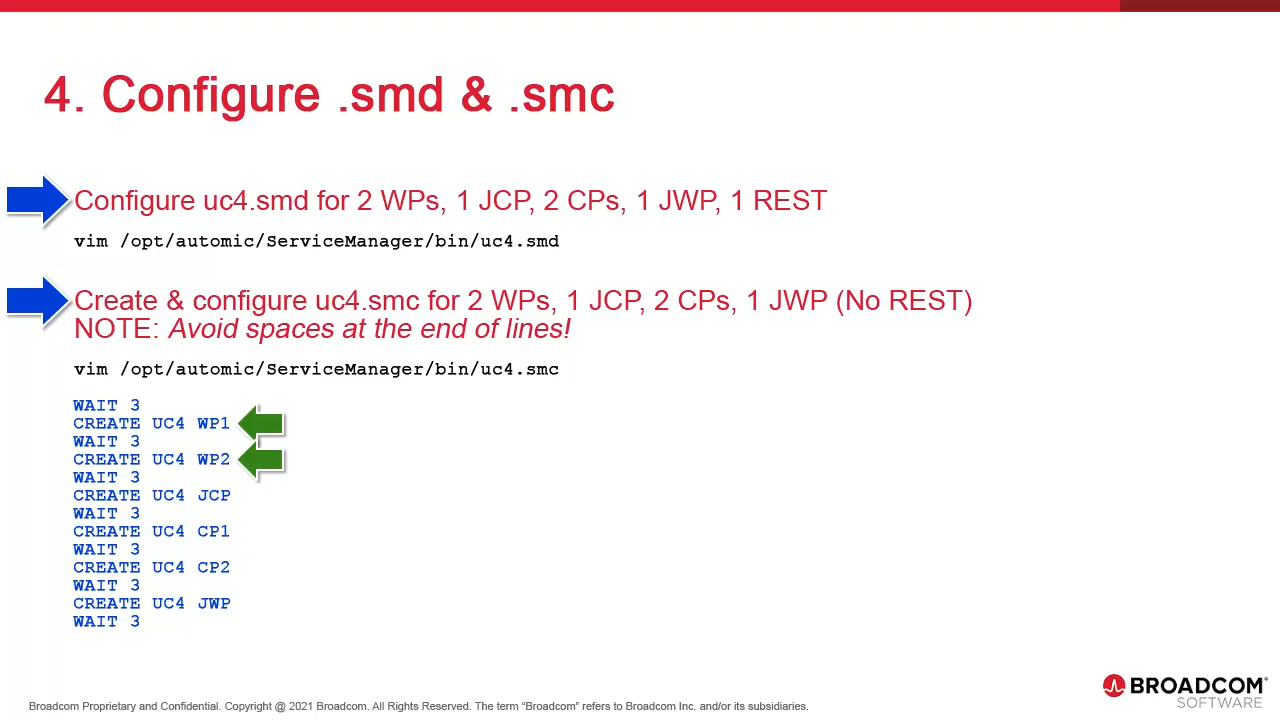 4. Configure .smd & .smc
Configure uc4.smd for 2 WPs, 1 JCP, 2 CPs, 1 JWP, 1 REST
vim /opt/automic/ServiceManager/bin/uc4.smd
Create & configure uc4.smc for 2 WPs, 1 JCP, 2 CPs, 1 JWP (No REST)
NOTE: Avoid spaces at the end of lines!
vim /opt/automic/ServiceManager/bin/uc4.smc
WAIT 3
CREATE UC4 WP1
WAIT 3
CREATE UC4 WP2
WAIT 3
CREATE UC4 JCP
WAIT 3
CREATE UC4 CP1
WAIT 3
CREATE UC4 CP2
WAIT 3
CREATE UC4 JWP
WAIT 3
BROADCOM®
SOFTWARE
Broadcom Proprietary and Confidential. Copyright @ 2021 Broadcom. All Rights Reserved. The term “Broadcom” refers to Broadcom Inc. and/or its subsidiaries.